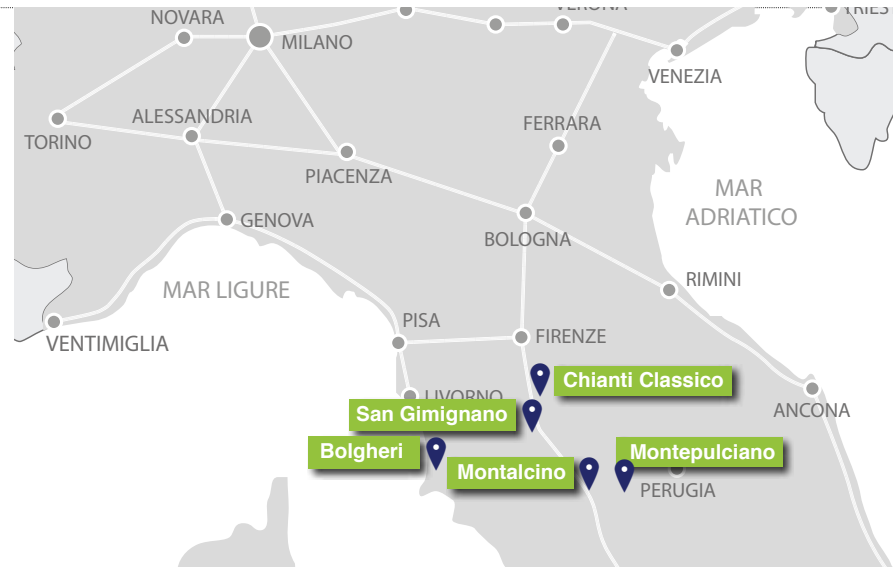 NOVARA
MILANO
VENEZIA
ALESSANDRIA
TORINO
FERRARA
PIACENZA
MAR
ADRIATICO
GENOVA
BOLOGNA
RIMINI
MAR LIGURE
PISA
FIRENZE
VENTIMIGLIA
Chianti Classico
LIVORNO
San Gimignano
ANCONA
Bolgheri
Montepulciano
Montalcino
PERUGIA